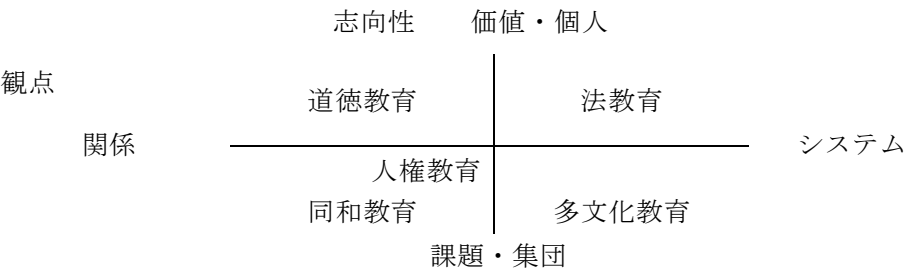 志向性 価値・個人
観点
道徳教育 法教育
関係 システム
人権教育
同和教育 多文化教育
課題・集団